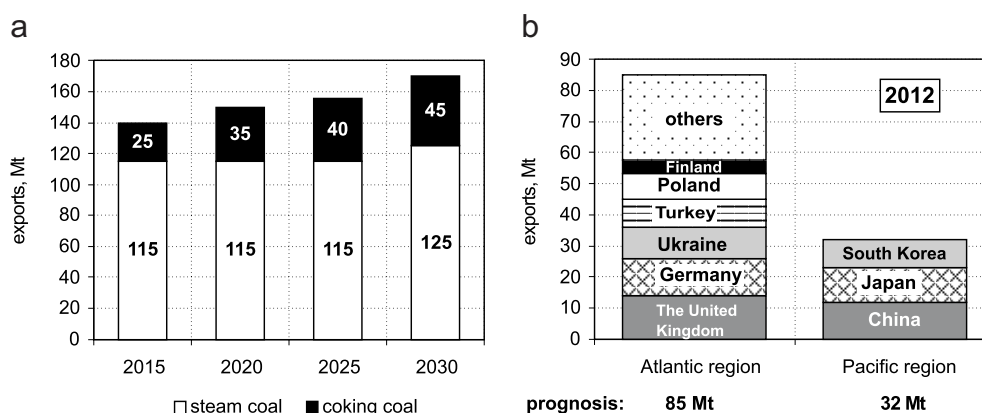 a
exports, Mt
180
160
140
120
100
80
60
40
20
0
25
35
40
45
115
115
115
125
2015
2020
2025
2030
steam coal
coking coal
b
exports, Mt
90
80
70
60
50
40
30
20
10
0
2012
others
Finland
Poland
Turkey
Ukraine
Germany
The United
Kingdom
South Korea
Japan
China
Atlantic region
Pacific region
prognosis:
85 Mt
32 Mt